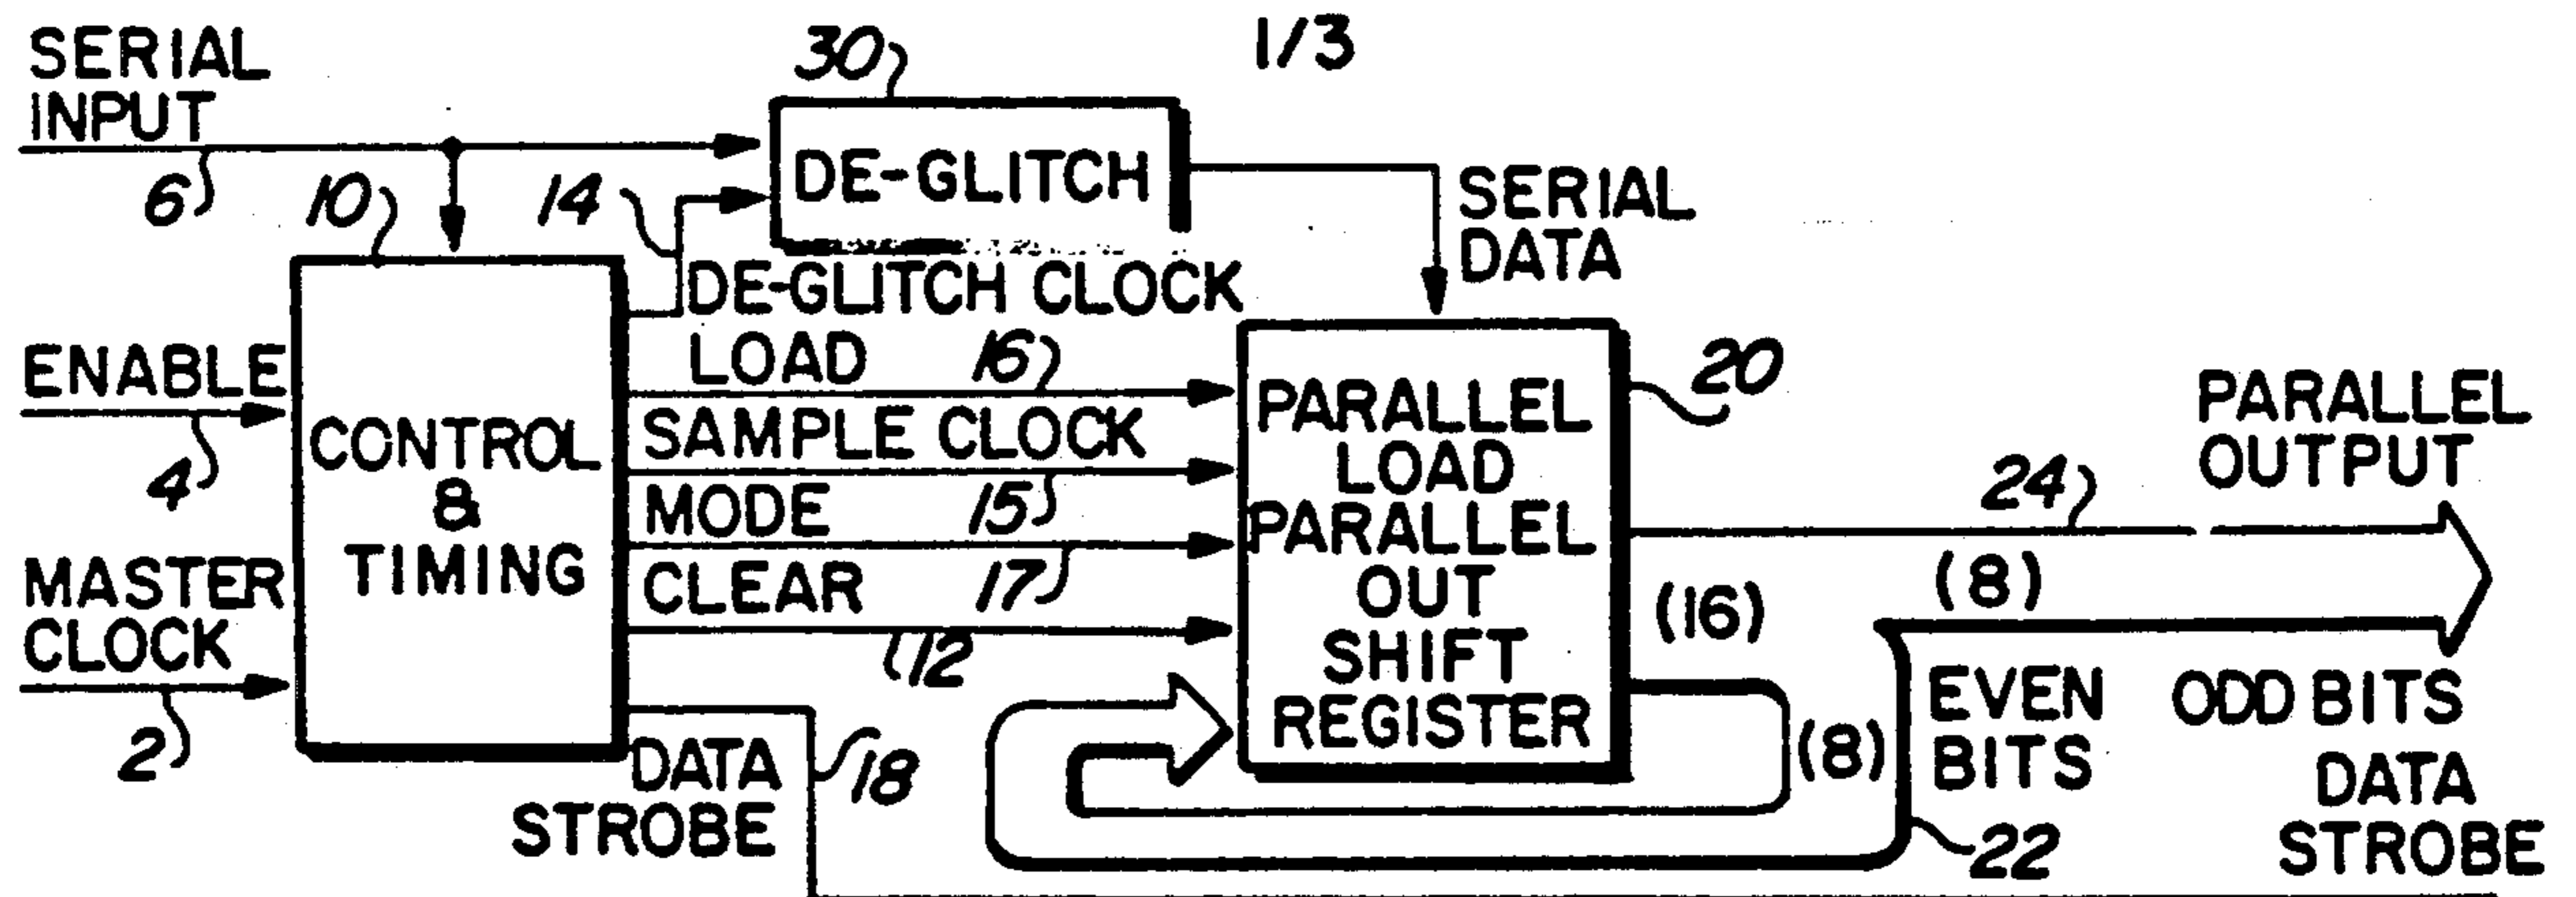 1/3
SERIAL
INPUT
6
30
DE-GLITCH
10
14
DE-GLITCH CLOCK
SERIAL
DATA
ENABLE
4
MASTER
CLOCK
2
CONTROL
&
TIMING
LOAD
16
SAMPLE CLOCK
15
MODE
17
CLEAR
12
DATA
STROBE
18
PARALLEL
LOAD
PARALLEL
OUT
SHIFT
REGISTER
20
(16)
(8)
(8)
24
PARALLEL
OUTPUT
EVEN
BITS
ODD BITS
22
DATA
STROBE